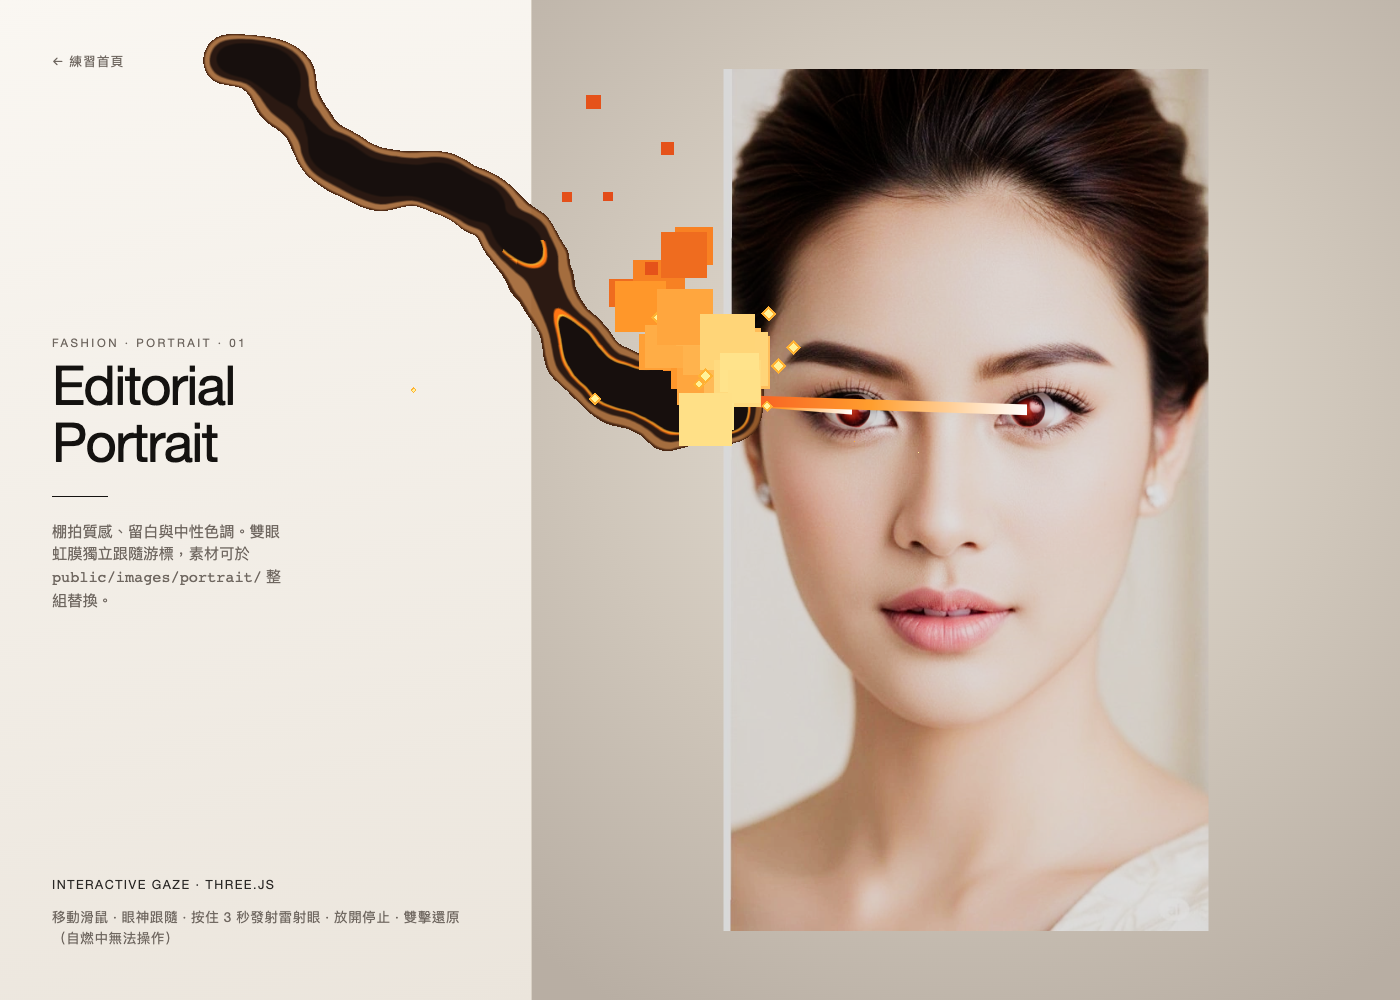 ← 練習首頁
FASHION · PORTRAIT · 01
Editorial
Portrait
棚拍質感、留白與中性色調。雙眼
虹膜獨立跟隨游標，素材可於
public/images/portrait/ 整
組替換。
INTERACTIVE GAZE · THREE.JS
移動滑鼠 · 眼神跟隨 · 按住 3 秒發射雷射眼 · 放開停止 · 雙擊還原
（自燃中無法操作）